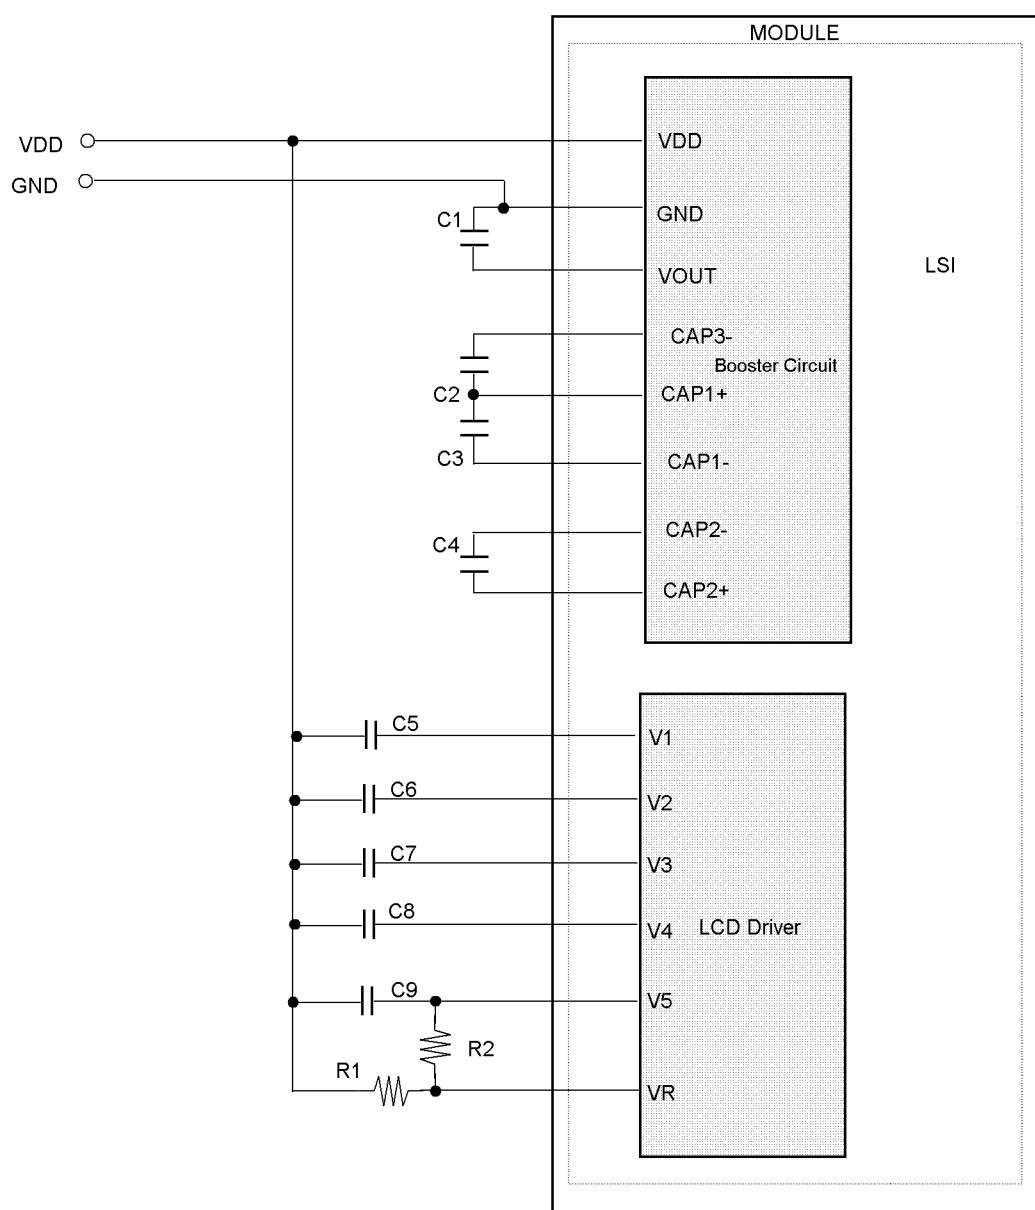 MODULE
VDD
VDD
GND
C1
GND
LSI
VOUT
CAP3-
Booster Circuit
C2
CAP1+
C3
CAP1-
C4
CAP2-
CAP2+
C5
V1
C6
V2
C7
V3
C8
V4
LCD Driver
C9
V5
R2
R1
VR